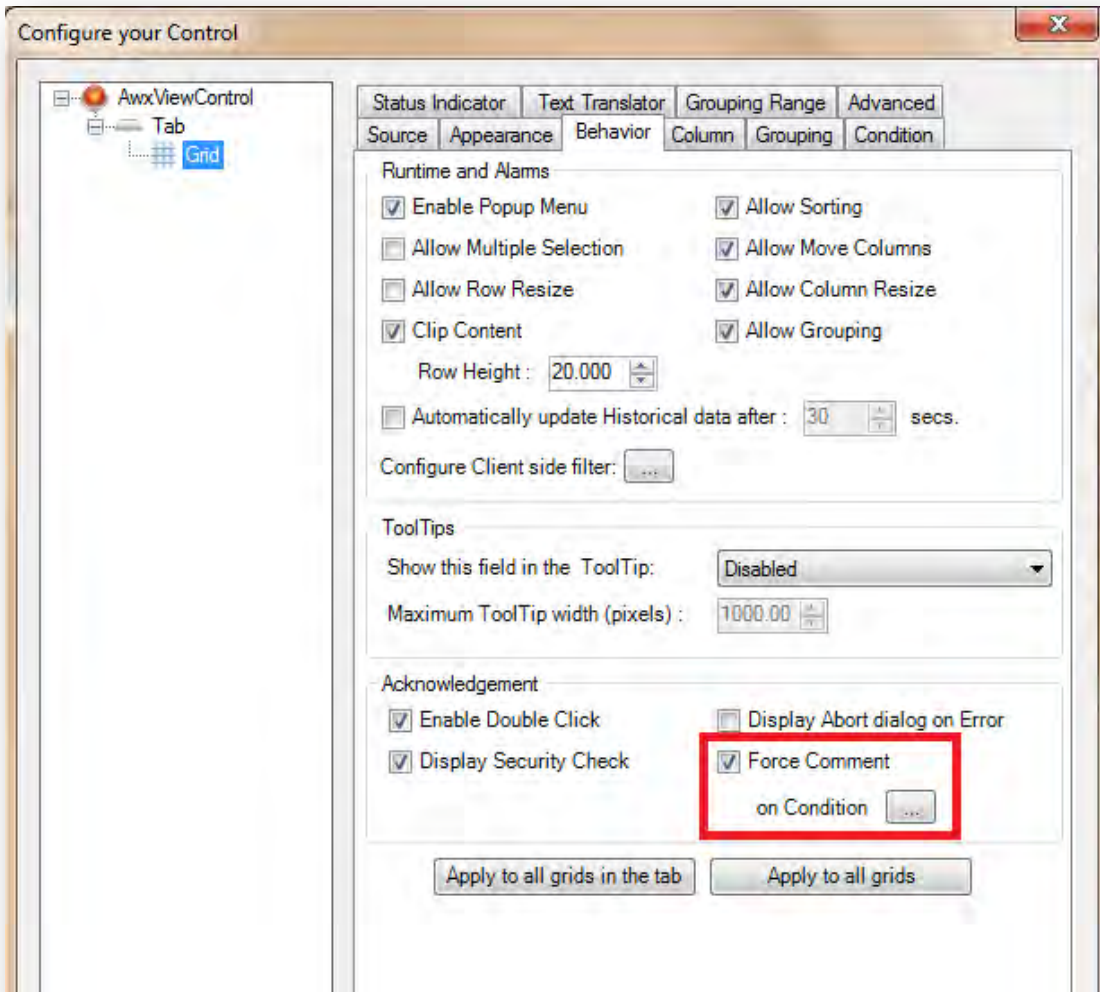 Configure your Control
AwxViewControl
Tab
Grid
Status Indicator Text Translator Grouping Range Advanced
Source Appearance Behavior Column Grouping Condition
Runtime and Alarms
Enable Popup Menu Allow Sorting
Allow Multiple Selection Allow Move Columns
Allow Row Resize Allow Column Resize
Clip Content Allow Grouping
Row Height : 20.000
Automatically update Historical data after : 30 secs.
Configure Client side filter: ...
ToolTips
Show this field in the ToolTip: Disabled
Maximum ToolTip width (pixels) : 1000.00
Acknowledgement
Enable Double Click Display Abort dialog on Error
Display Security Check Force Comment
on Condition ...
Apply to all grids in the tab Apply to all grids